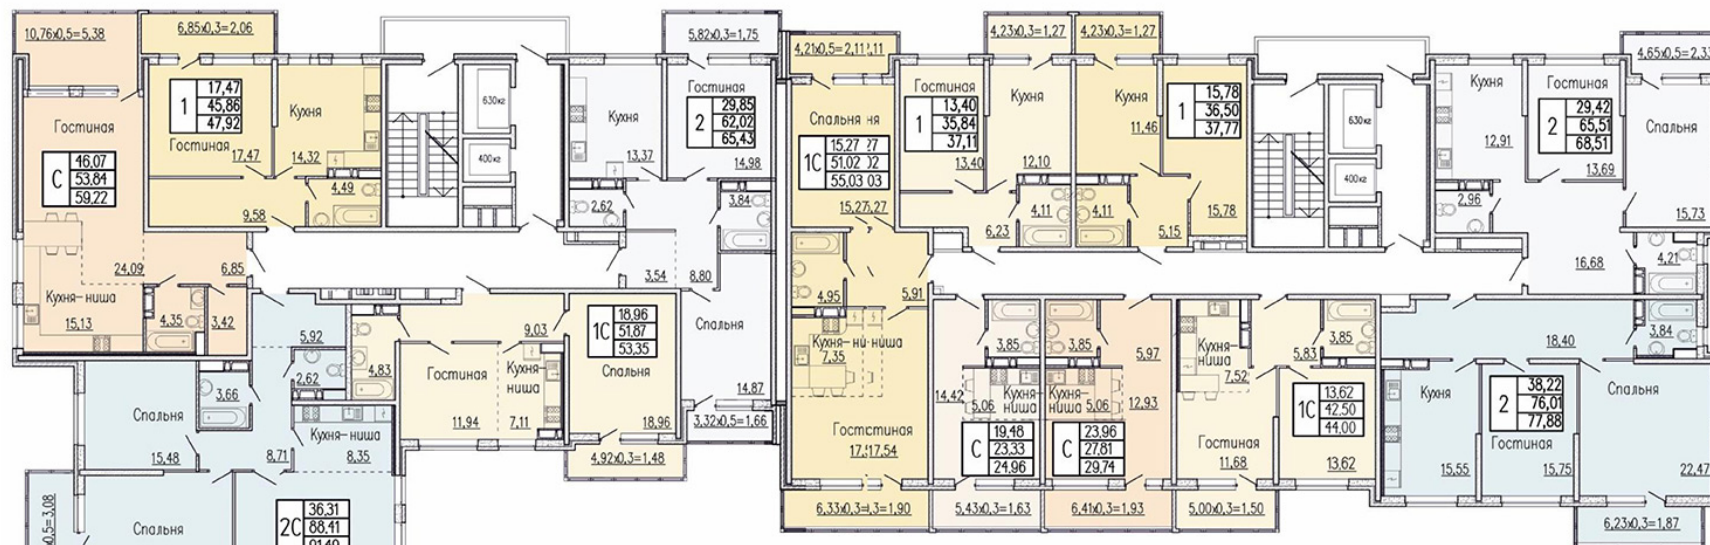 10,76x0,5=5,38
6,85x0,3=2,06
17,47
1
45,86
47,92
Кухня
Гостиная
17,47
14,32
4,49
9,58
Гостиная
46,07
С
53,84
59,22
24,09
6,85
Кухня-ниша
15,13
4,35
3,42
630кг
400кг
5,82x0,3=1,75
Кухня
13,37
Гостиная
29,85
2
62,02
65,43
14,98
2,62
3,84
3,54
8,80
Спальня
14,87
3,32x0,5=1,66
5,92
2,62
3,66
Спальня
15,48
8,71
Кухня-ниша
8,35
Спальня
36,31
2С
88,41
4,83
9,03
Гостиная
11,94
Кухня-
ниша
7,11
18,96
1С
51,87
53,35
Спальня
18,96
4,92x0,3=1,48
4,21x0,5=2,11
Спальня
15,27
1С
51,02
55,03
15,27
4,95
5,91
Кухня-ниша
7,35
Гостиная
17,54
6,33x0,3=1,90
4,23x0,3=1,27
4,23x0,3=1,27
Гостиная
13,40
1
35,84
37,11
13,40
Кухня
12,10
4,11
6,23
Кухня
11,46
4,11
5,15
15,78
1
36,50
37,77
15,78
630кг
400кг
14,42
3,85
Кухня-
ниша
5,06
19,48
С
23,33
24,96
5,43x0,3=1,63
3,85
5,97
Кухня-
ниша
5,06
12,93
23,96
С
27,81
29,74
6,41x0,3=1,93
Кухня-
ниша
7,52
5,83
3,85
Гостиная
11,68
13,62
1С
42,50
44,00
13,62
5,00x0,3=1,50
Кухня
12,91
Гостиная
29,42
2
65,51
68,51
13,69
4,65x0,5=2,33
Спальня
15,73
2,96
16,68
4,21
3,84
18,40
Кухня
15,55
38,22
2
76,01
77,88
Гостиная
15,75
Спальня
22,47
6,23x0,3=1,87